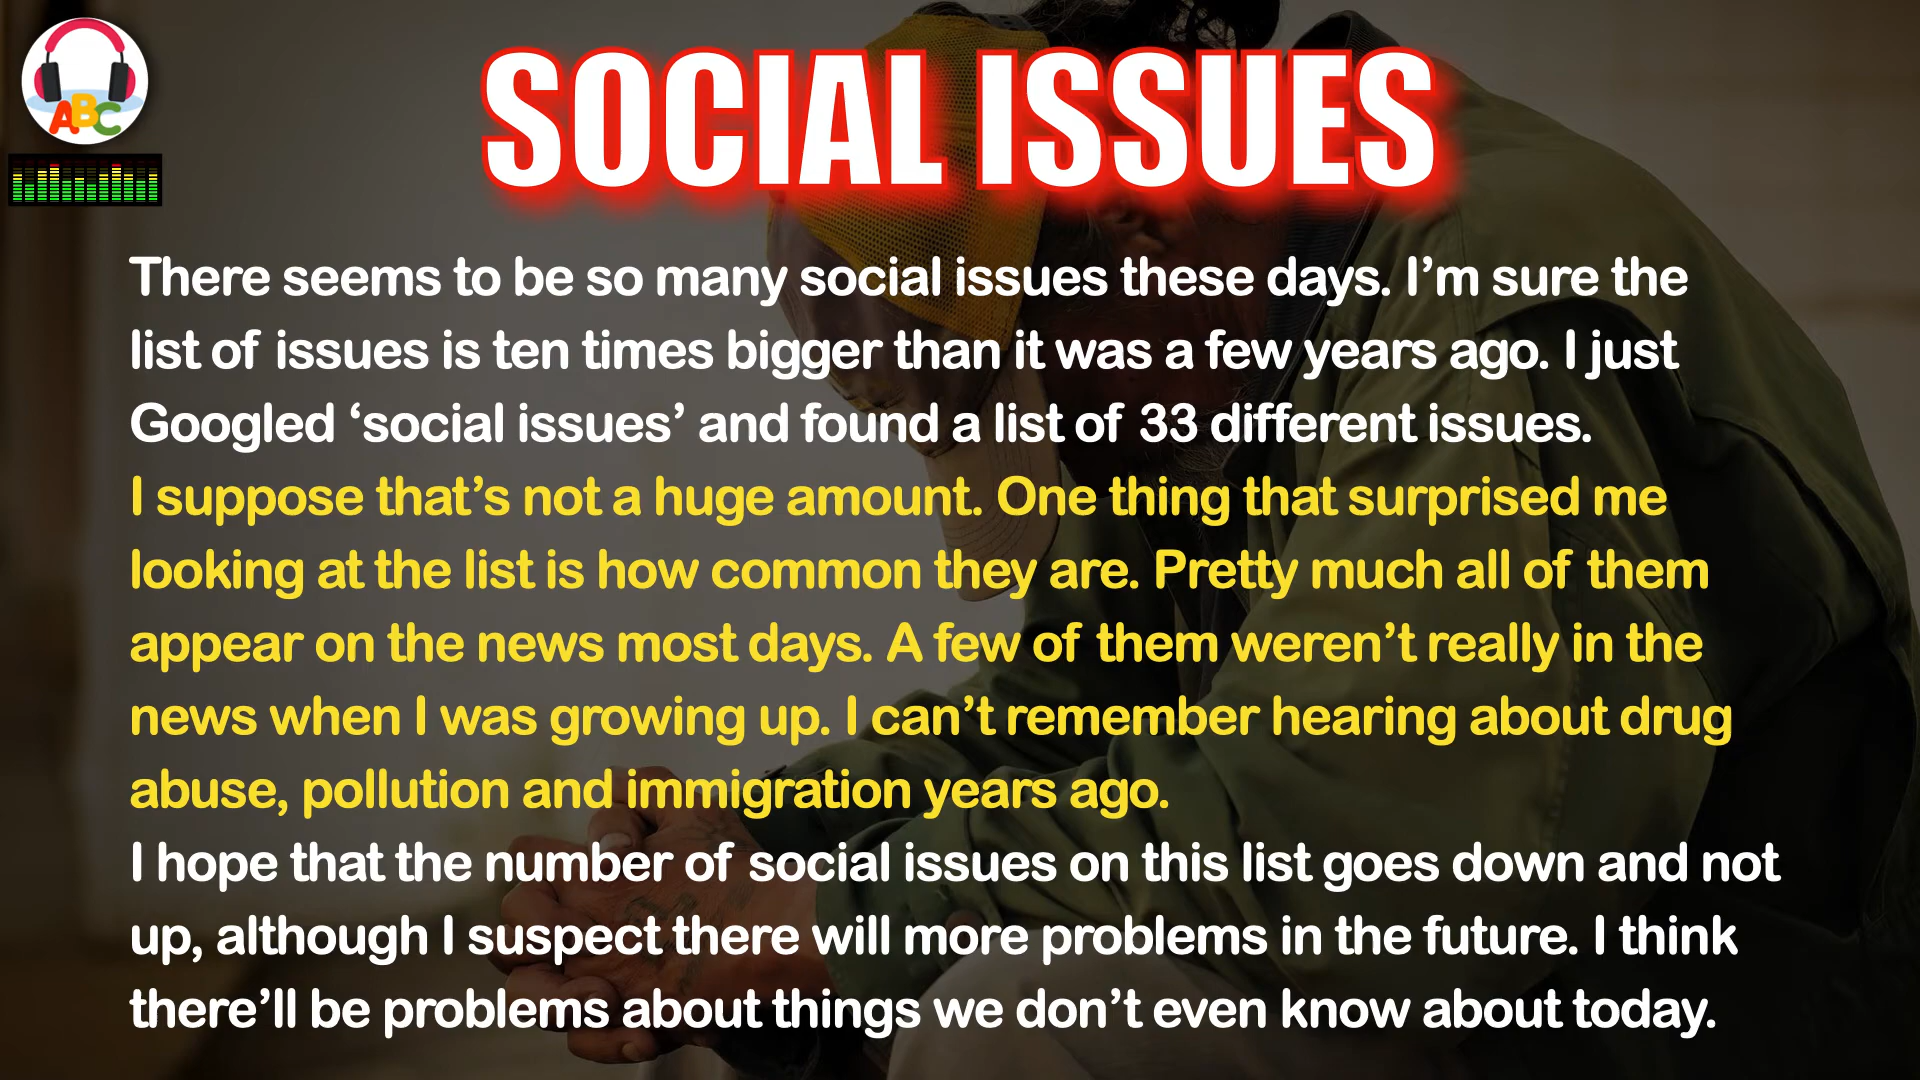 ABC
SOCIAL ISSUES
There seems to be so many social issues these days. I’m sure the
list of issues is ten times bigger than it was a few years ago. I just
Googled ‘social issues’ and found a list of 33 different issues.
I suppose that’s not a huge amount. One thing that surprised me
looking at the list is how common they are. Pretty much all of them
appear on the news most days. A few of them weren’t really in the
news when I was growing up. I can’t remember hearing about drug
abuse, pollution and immigration years ago.
I hope that the number of social issues on this list goes down and not
up, although I suspect there will more problems in the future. I think
there’ll be problems about things we don’t even know about today.